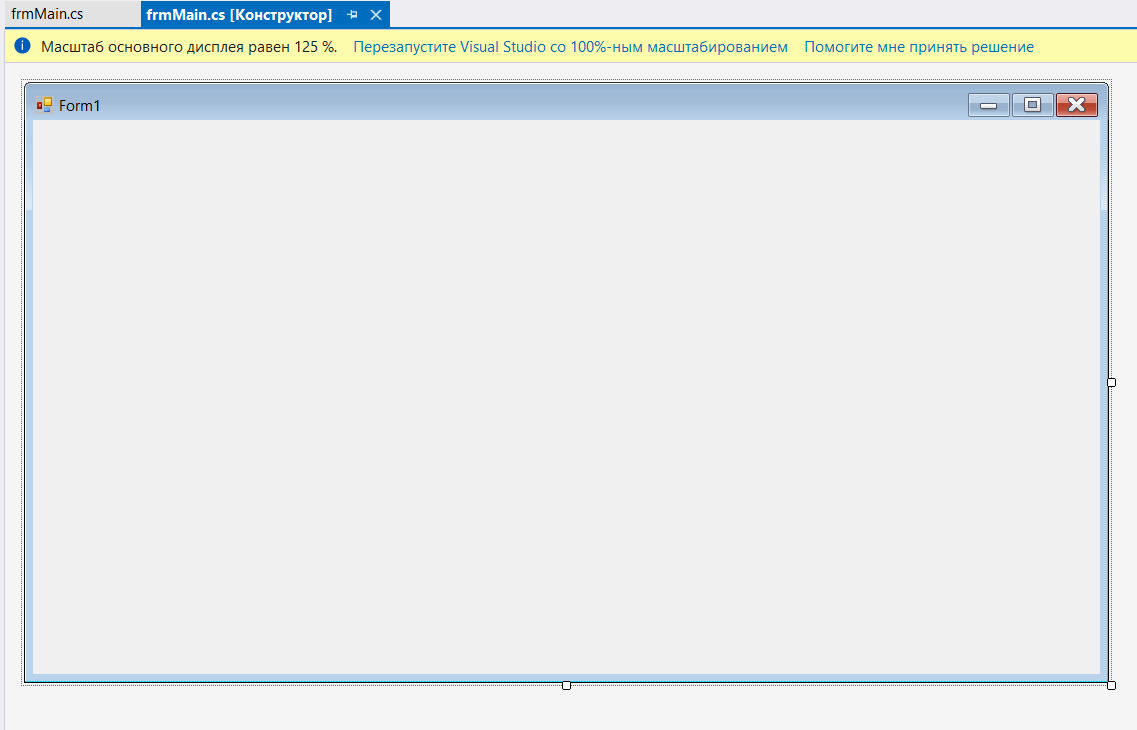 frmMain.cs frmMain.cs [Конструктор]
Масштаб основного дисплея равен 125 %. Перезапустите Visual Studio со 100%-ным масштабированием Помогите мне принять решение
Form1